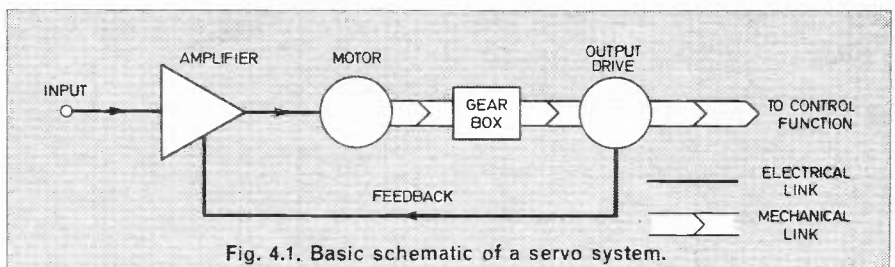 AMPLIFIER
MOTOR
OUTPUT
DRIVE
INPUT
GEAR
BOX
TO CONTROL
FUNCTION
FEEDBACK
ELECTRICAL
LINK
MECHANICAL
LINK
Fig. 4.1. Basic schematic of a servo system.